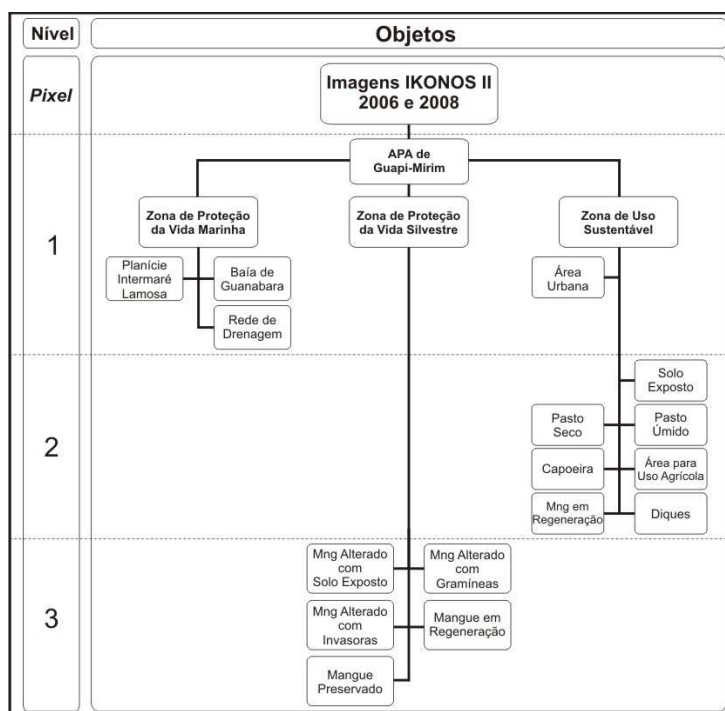 Nível
Objetos
Pixel
Imagens IKONOS II
2006 e 2008
1
APA de
Guapi-Mirim
Zona de Proteção
da Vida Marinha
Zona de Proteção
da Vida Silvestre
Zona de Uso
Sustentável
Planície
Intermaré
Lamosa
Baía de
Guanabara
Área
Urbana
Rede de
Drenagem
2
Solo
Exposto
Pasto
Seco
Pasto
Úmido
Capoeira
Área para
Uso Agrícola
Mng em
Regeneração
Diques
3
Mng Alterado
com
Solo Exposto
Mng Alterado
com
Gramíneas
Mng Alterado
com
Invasoras
Mangue em
Regeneração
Mangue
Preservado